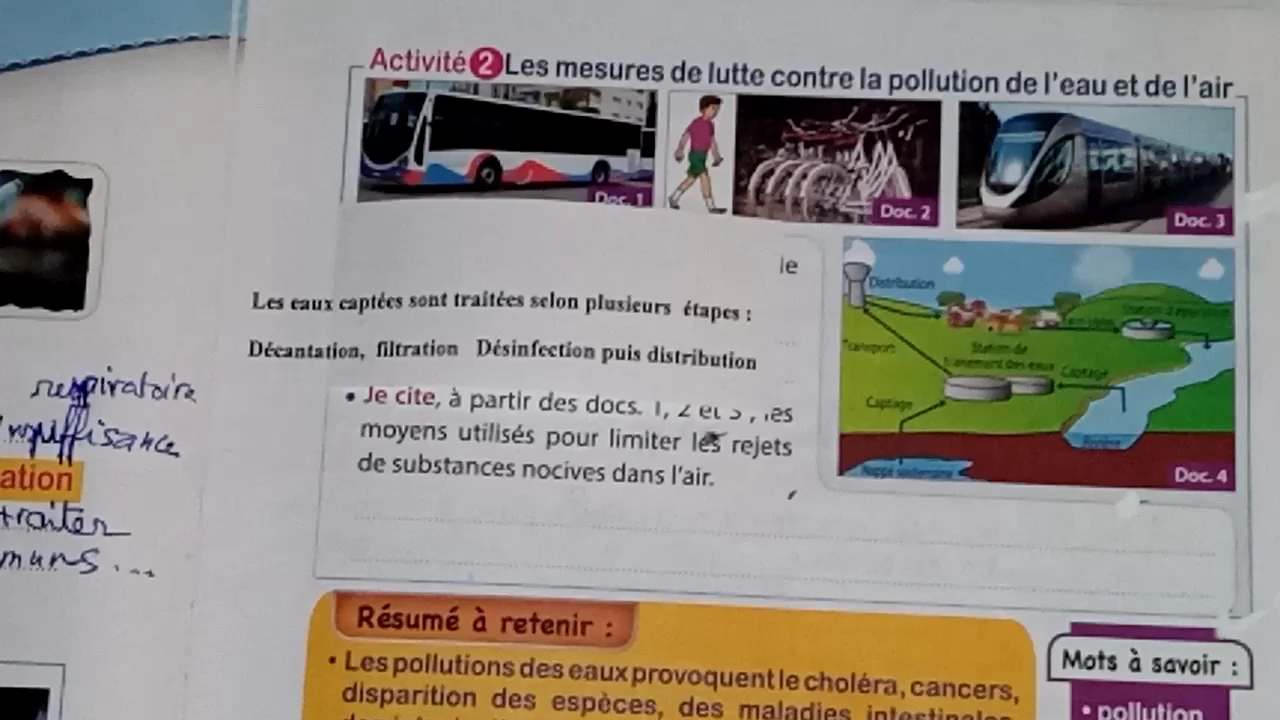 Activité 2 Les mesures de lutte contre la pollution de l'eau et de l'air
Doc. 1
Doc. 2
Doc. 3
le
Les eaux captées sont traitées selon plusieurs étapes :
Décantation, filtration Désinfection puis distribution
• Je cite, à partir des docs. 1, 2 et 3, les
moyens utilisés pour limiter les rejets
de substances nocives dans l'air.
Distribution
Transport
Station de
traitement des eaux
Captage
Captage
Rivière
Nappe souterraine
Doc. 4
respiratoire
ation
traiter
murs...
Résumé à retenir :
• Les pollutions des eaux provoquent le choléra, cancers,
disparition des espèces, des maladies intestinales
Mots à savoir :
• pollution